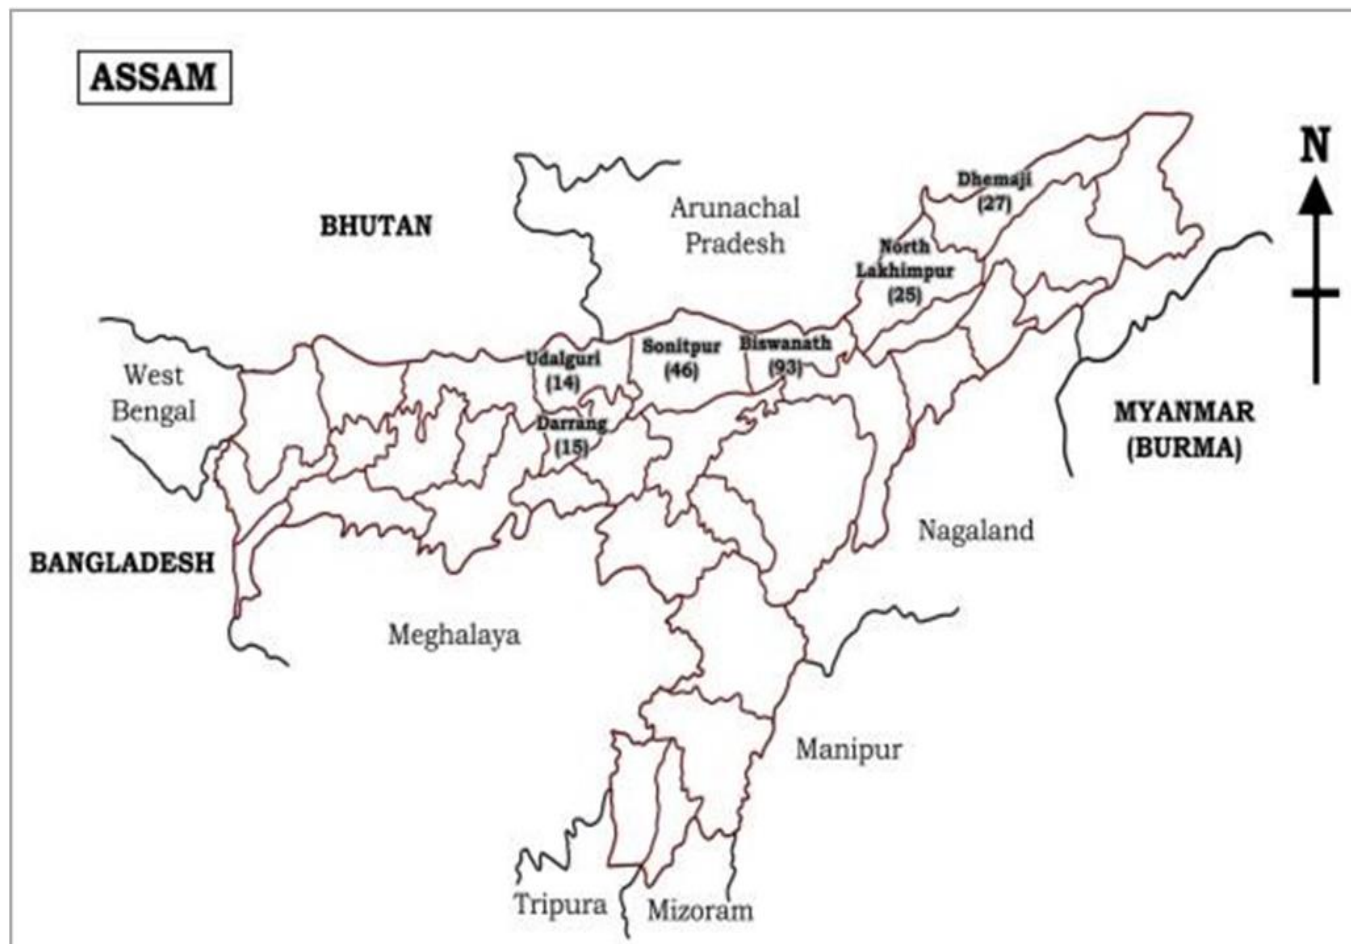 ASSAM
N
Dhemaji
(27)
BHUTAN
Arunachal
Pradesh
North
Lakhimpur
(25)
Udalguri
(14)
Sonitpur
(46)
Biswanath
(93)
West
Bengal
Darrang
(15)
MYANMAR
(BURMA)
Nagaland
BANGLADESH
Meghalaya
Manipur
Tripura
Mizoram